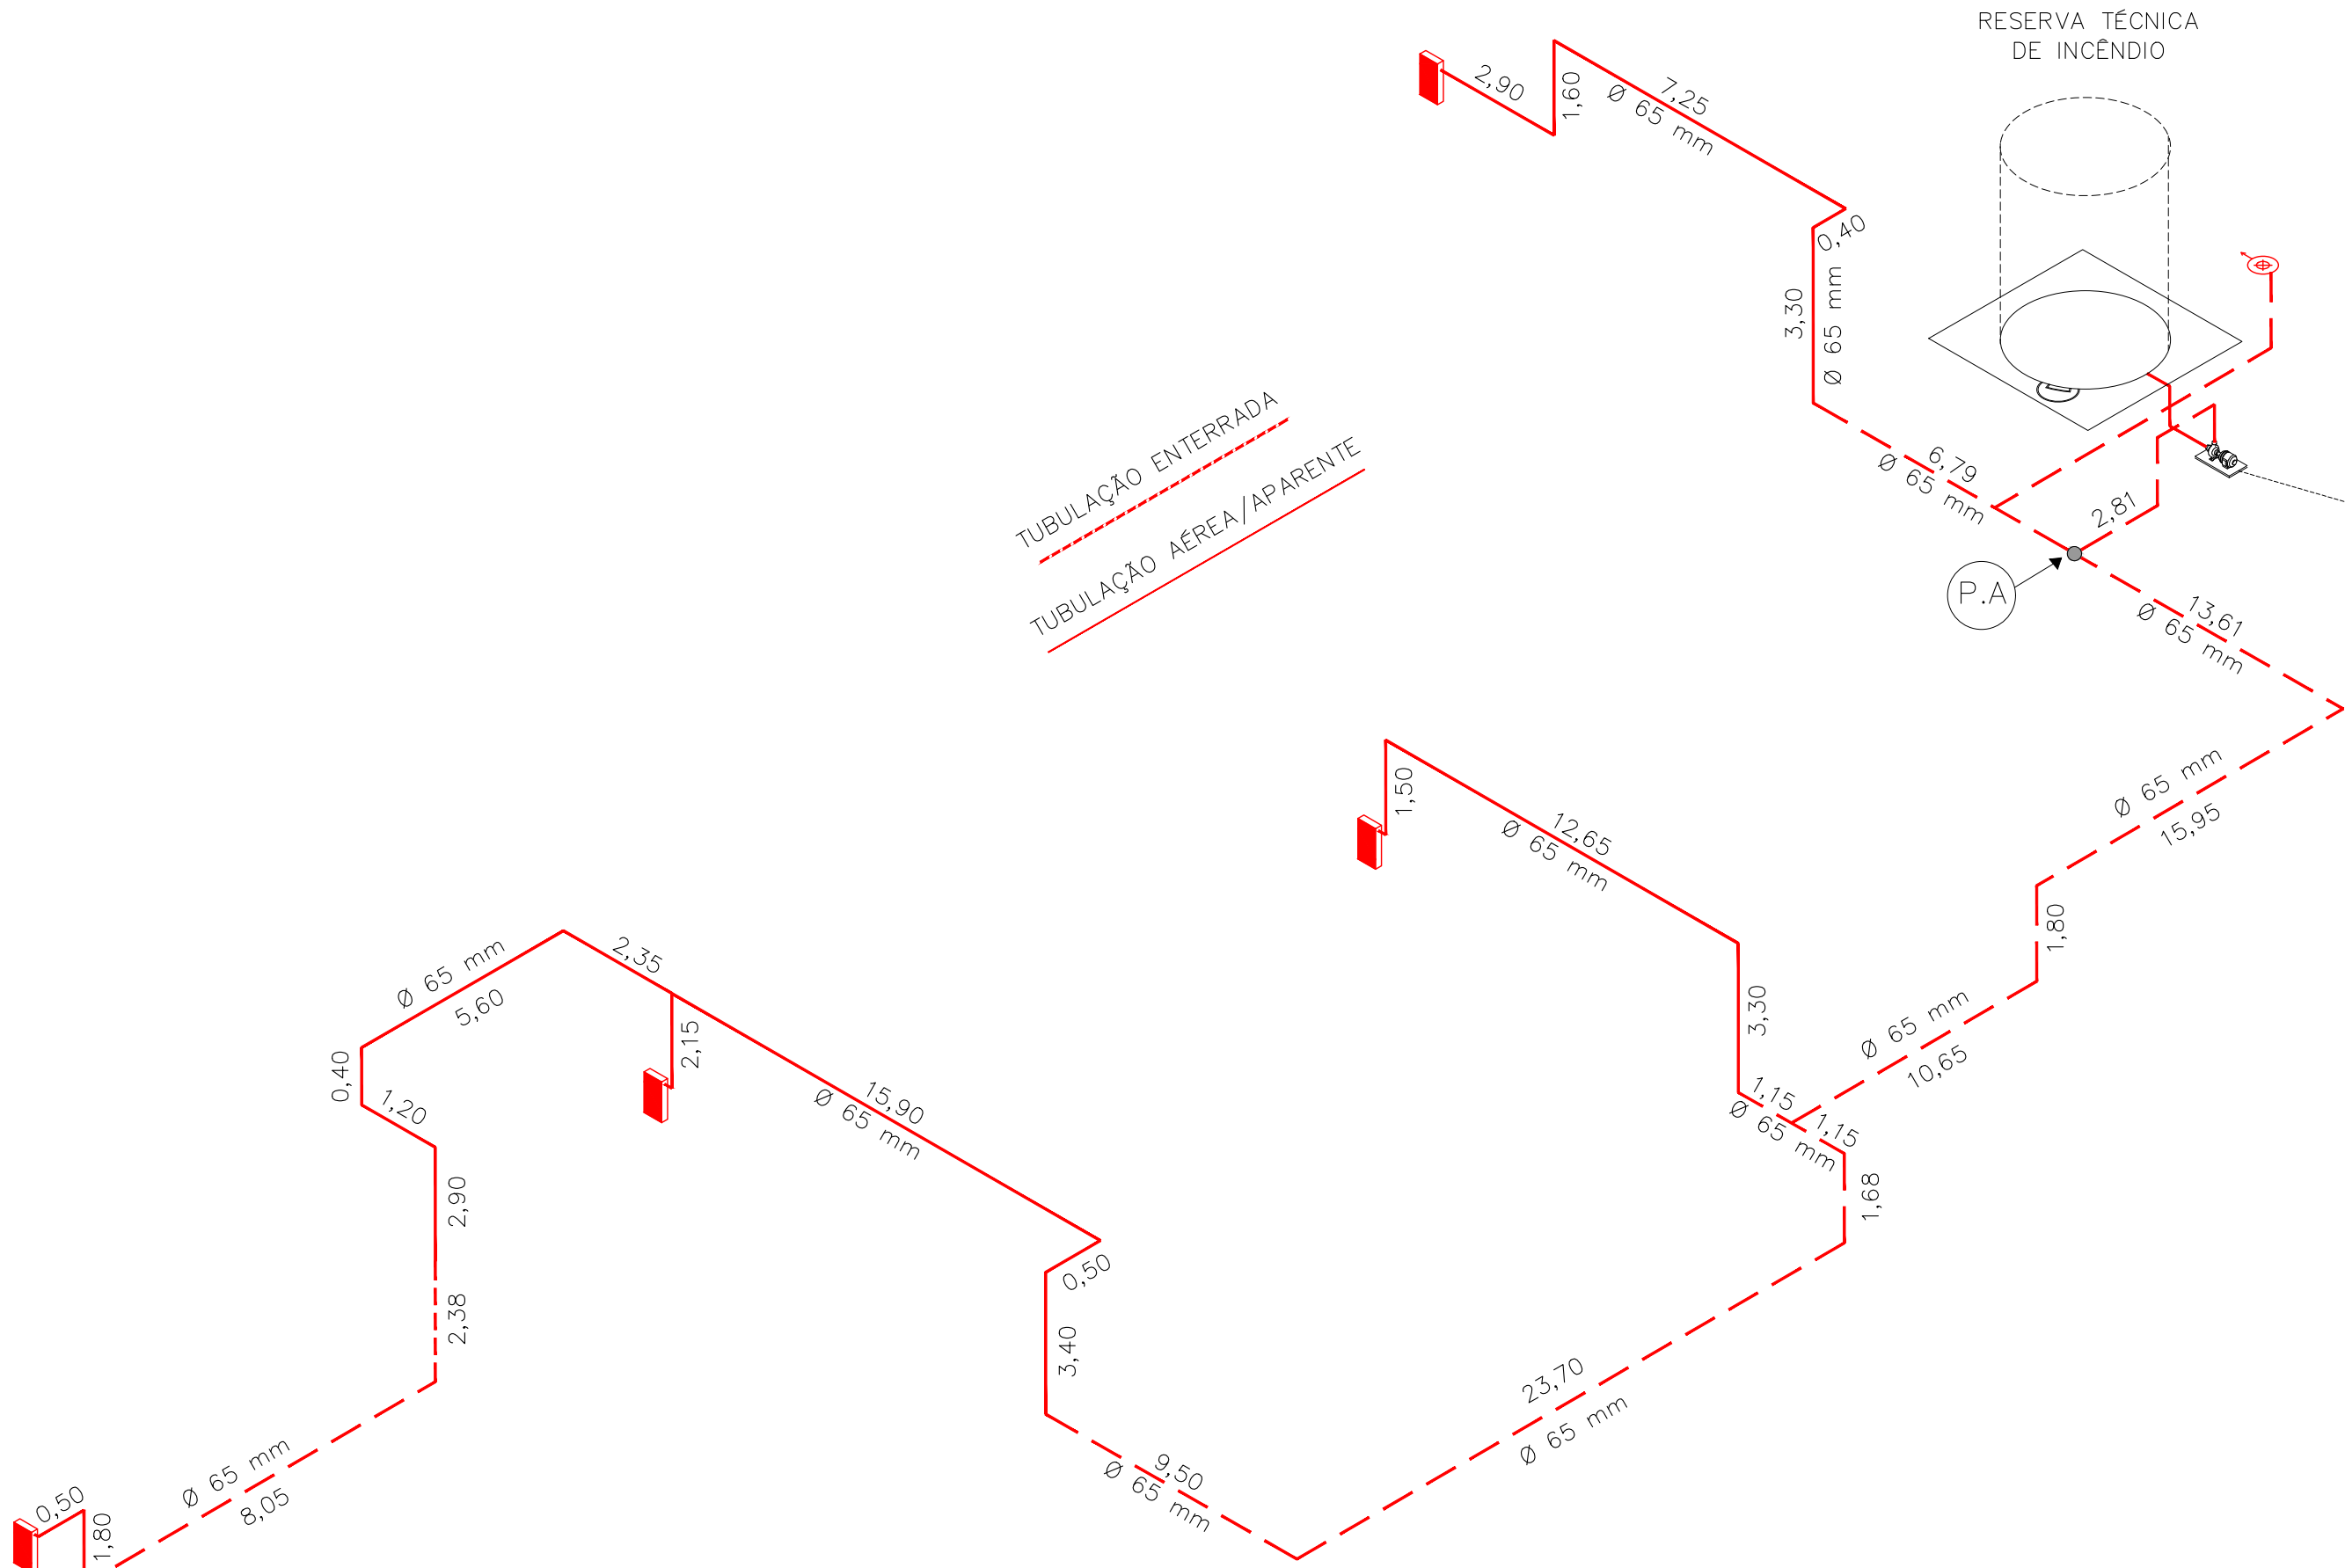 RESERVA TÉCNICA
DE INCÊNDIO
2,90
1,60
7,25
Ø 65 mm
0,40
3,30
Ø 65 mm
6,79
Ø 65 mm
2,81
P.A
13,61
Ø 65 mm
TUBULAÇÃO ENTERRADA
TUBULAÇÃO AÉREA/APARENTE
Ø 65 mm
15,95
1,50
12,65
Ø 65 mm
1,80
3,30
Ø 65 mm
10,65
1,15
Ø 65 mm
1,15
1,68
2,35
Ø 65 mm
5,60
2,15
0,40
1,20
15,90
Ø 65 mm
2,90
0,50
2,38
3,40
23,70
Ø 65 mm
9,50
Ø 65 mm
Ø 65 mm
8,05
0,50
1,80